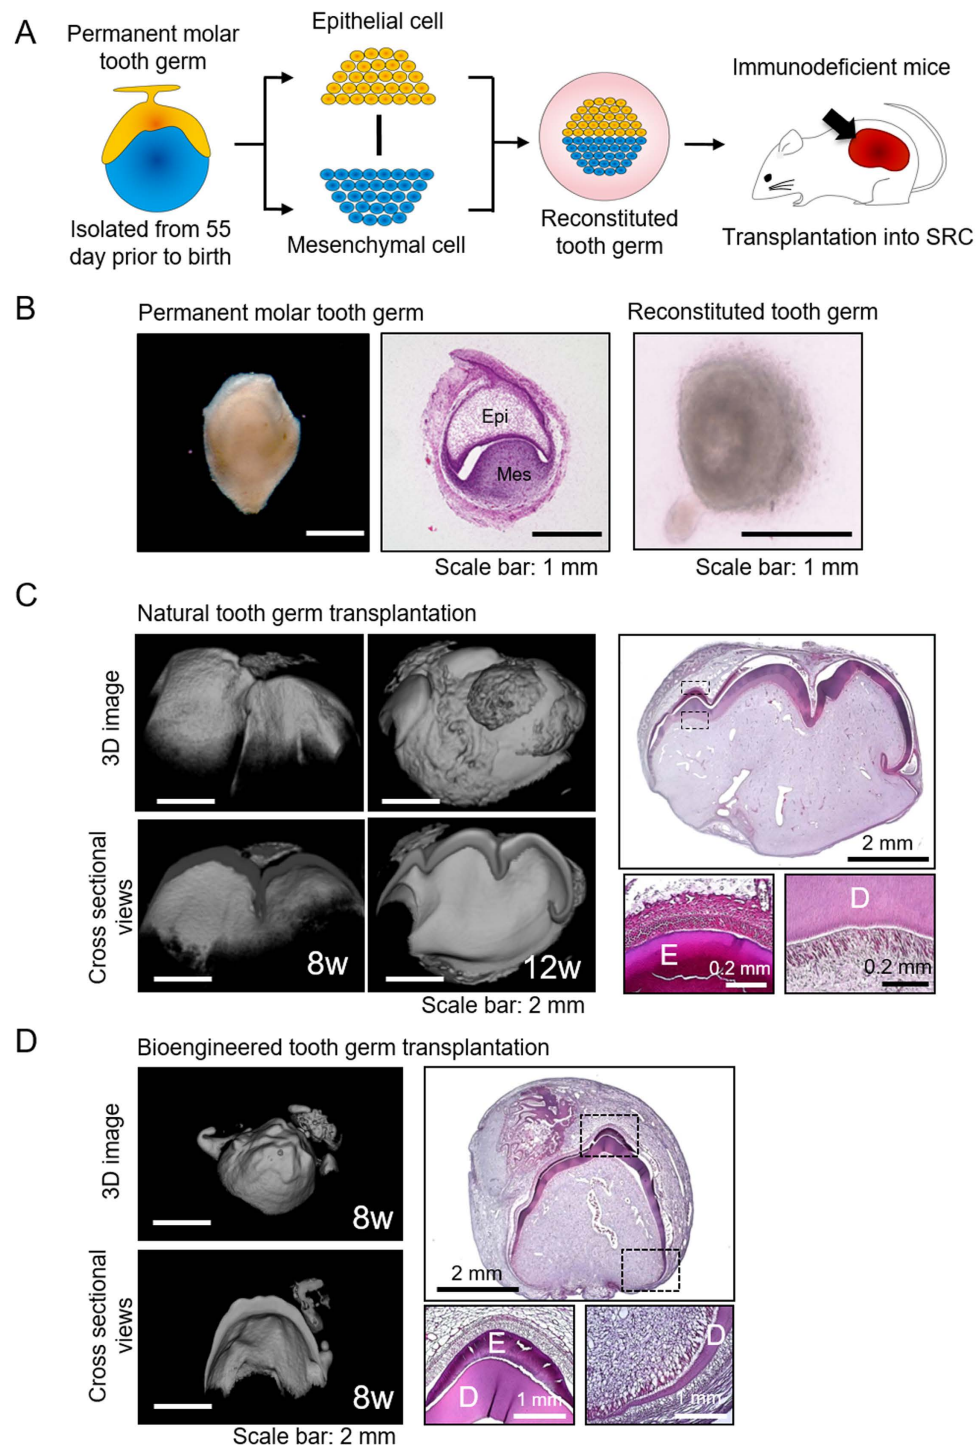 A
Permanent molar
tooth germ
Epithelial cell
Immunodeficient mice
Isolated from 55
day prior to birth
Mesenchymal cell
Reconstituted
tooth germ
Transplantation into SRC
B
Permanent molar tooth germ
Reconstituted tooth germ
Epi
Mes
Scale bar: 1 mm
Scale bar: 1 mm
C
Natural tooth germ transplantation
3D image
Cross sectional
views
8w
12w
Scale bar: 2 mm
2 mm
E
0.2 mm
D
0.2 mm
D
Bioengineered tooth germ transplantation
3D image
8w
Cross sectional
views
8w
Scale bar: 2 mm
2 mm
E
D
1 mm
D
1 mm